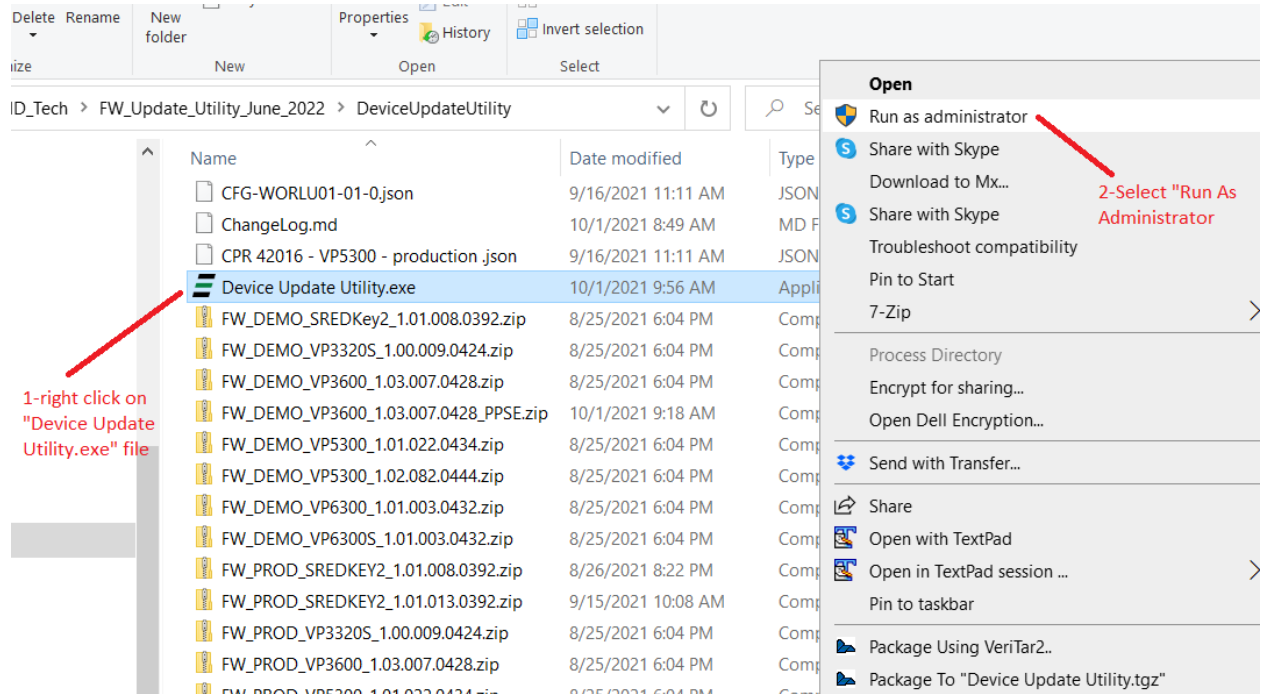 Delete Rename New folder Properties Edit History Invert selection
ize New Open Select
ID_Tech > FW_Update_Utility_June_2022 > DeviceUpdateUtility Se
Name Date modified Type
CFG-WORLU01-01-0.json 9/16/2021 11:11 AM JSON
ChangeLog.md 10/1/2021 8:49 AM MD F
CPR 42016 - VP5300 - production .json 9/16/2021 11:11 AM JSON
Device Update Utility.exe 10/1/2021 9:56 AM Appli
FW_DEMO_SREDKey2_1.01.008.0392.zip 8/25/2021 6:04 PM Comp
FW_DEMO_VP3320S_1.00.009.0424.zip 8/25/2021 6:04 PM Comp
FW_DEMO_VP3600_1.03.007.0428.zip 8/25/2021 6:04 PM Comp
FW_DEMO_VP3600_1.03.007.0428_PPSE.zip 10/1/2021 9:18 AM Comp
FW_DEMO_VP5300_1.01.022.0434.zip 8/25/2021 6:04 PM Comp
FW_DEMO_VP5300_1.02.082.0444.zip 8/25/2021 6:04 PM Comp
FW_DEMO_VP6300_1.01.003.0432.zip 8/25/2021 6:04 PM Comp
FW_DEMO_VP6300S_1.01.003.0432.zip 8/25/2021 6:04 PM Comp
FW_PROD_SREDKEY2_1.01.008.0392.zip 8/26/2021 8:22 PM Comp
FW_PROD_SREDKEY2_1.01.013.0392.zip 9/15/2021 10:08 AM Comp
FW_PROD_VP3320S_1.00.009.0424.zip 8/25/2021 6:04 PM Comp
FW_PROD_VP3600_1.03.007.0428.zip 8/25/2021 6:04 PM Comp
FW_PROD_VP5300_1.01.022.0434.zip 8/25/2021 6:04 PM
1-right click on
"Device Update
Utility.exe" file
Open
Run as administrator
Share with Skype
Download to Mx...
Share with Skype
Troubleshoot compatibility
Pin to Start
7-Zip
Process Directory
Encrypt for sharing...
Open Dell Encryption...
Send with Transfer...
Share
Open with TextPad
Open in TextPad session ...
Pin to taskbar
Package Using VeriTar2..
Package To "Device Update Utility.tgz"
2-Select "Run As
Administrator